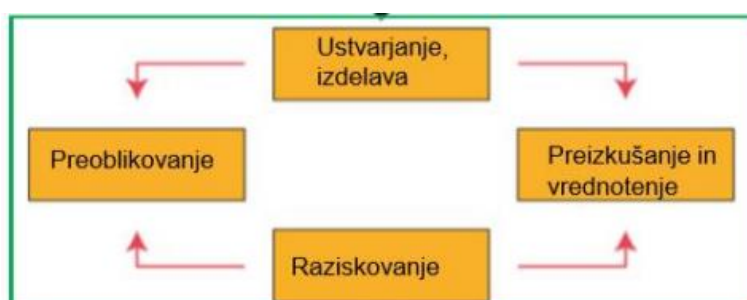 Ustvarjanje,
izdelava
Preoblikovanje
Preizkušanje in
vrednotenje
Raziskovanje